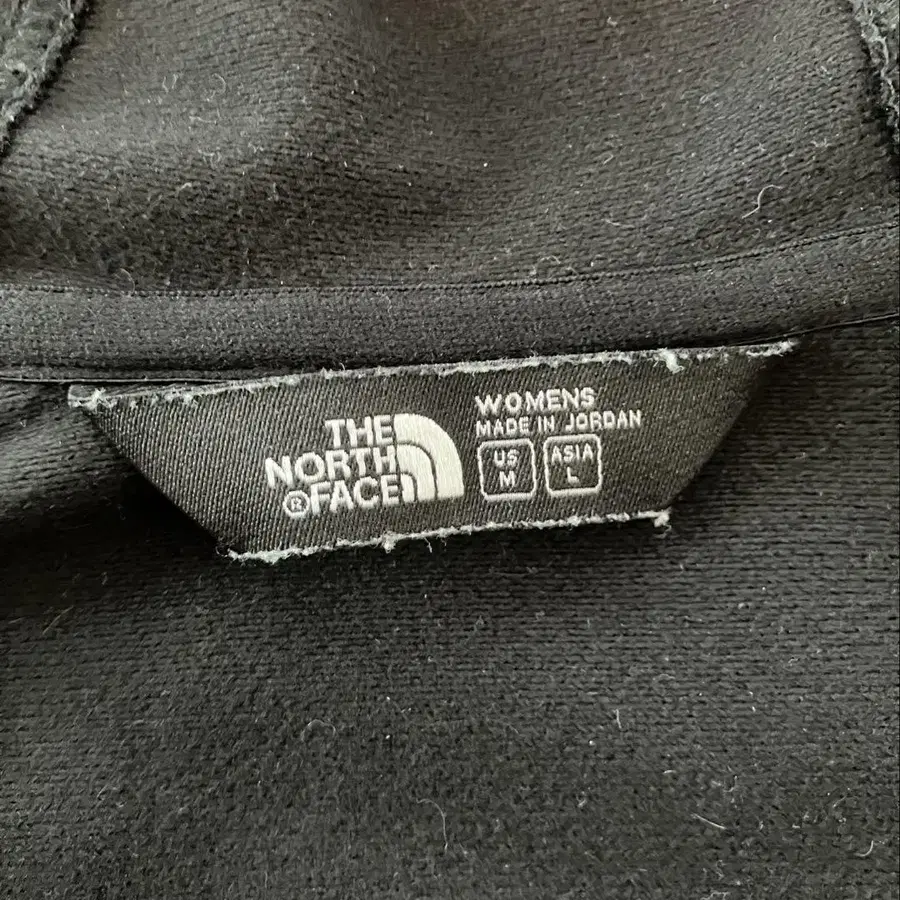 THE
NORTH
®FACE
WOMENS
MADE IN JORDAN
US
M
ASIA
L